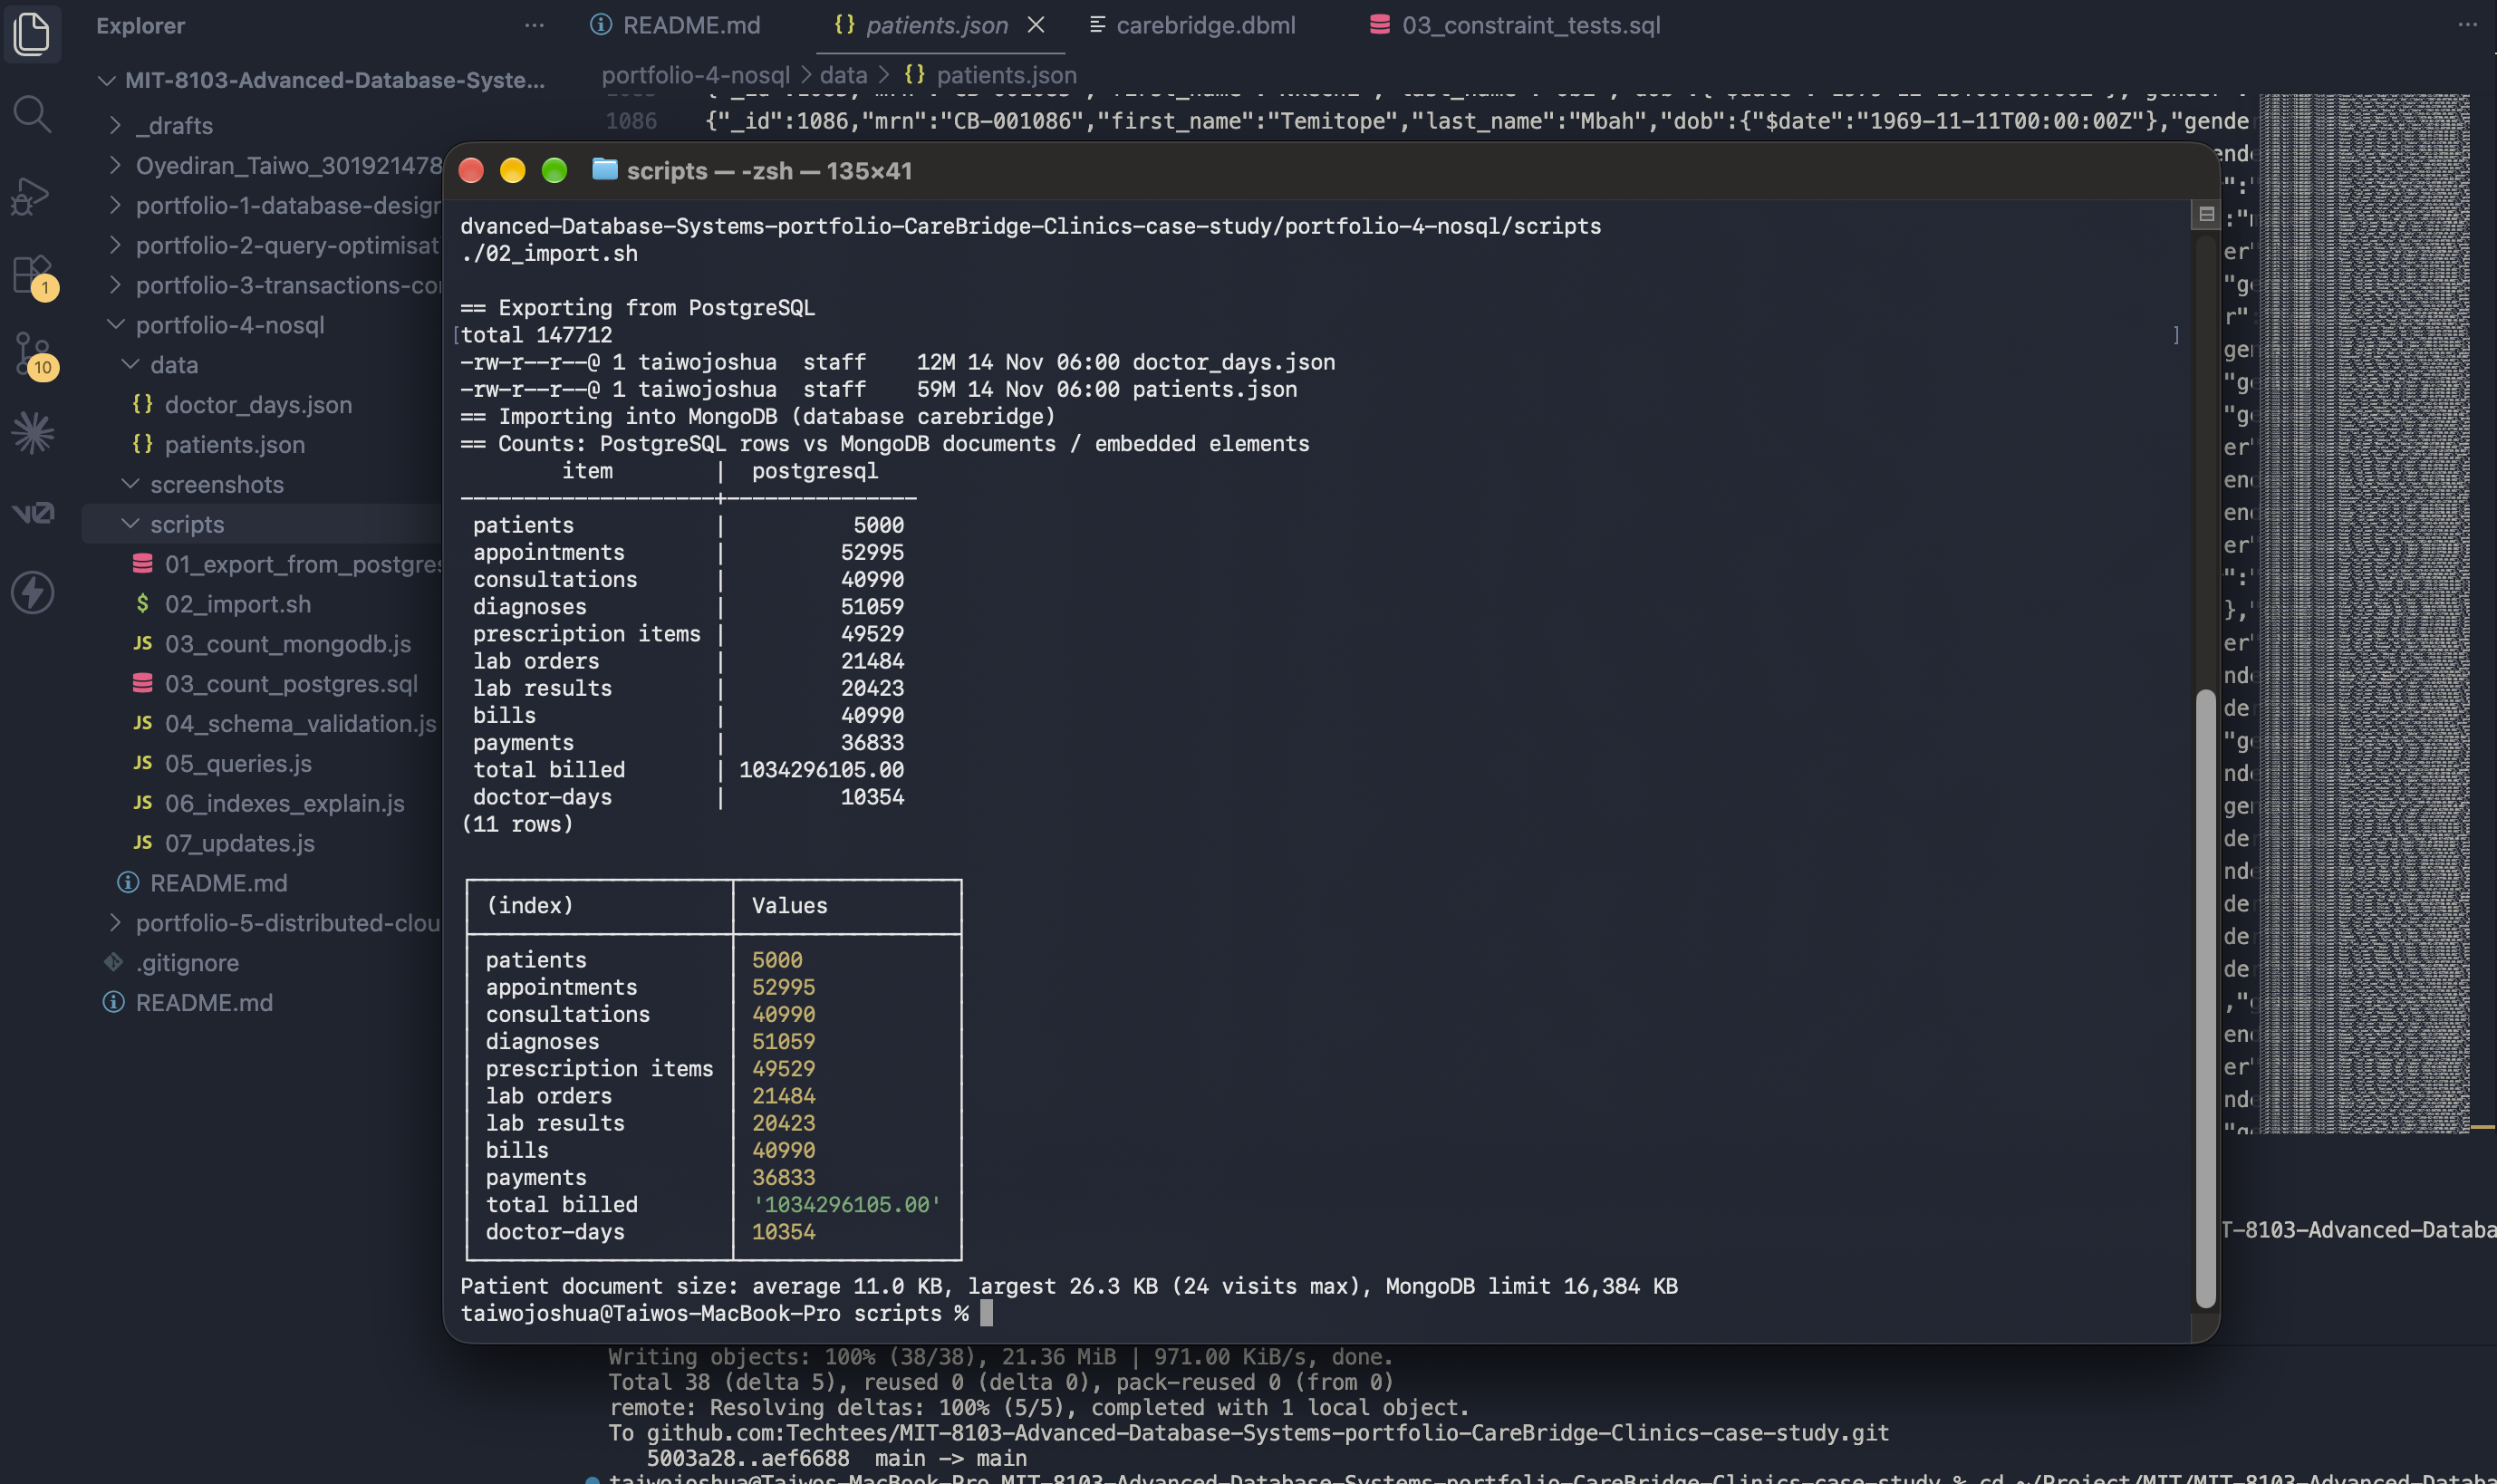 Explorer
···
README.md
{} patients.json ×
carebridge.dbml
03_constraint_tests.sql
···
MIT-8103-Advanced-Database-Syste...
portfolio-4-nosql > data > {} patients.json
_drafts
1086 {"_id":1086,"mrn":"CB-001086","first_name":"Temitope","last_name":"Mbah","dob":{"$date":"1969-11-11T00:00:00Z"},"gende
Oyediran_Taiwo_301921478
portfolio-1-database-design
portfolio-2-query-optimisat
portfolio-3-transactions-con
portfolio-4-nosql
data
{} doctor_days.json
{} patients.json
screenshots
scripts
01_export_from_postgres
$ 02_import.sh
JS 03_count_mongodb.js
03_count_postgres.sql
JS 04_schema_validation.js
JS 05_queries.js
JS 06_indexes_explain.js
JS 07_updates.js
README.md
portfolio-5-distributed-clou
.gitignore
README.md
1
10
scripts — -zsh — 135×41
dvanced-Database-Systems-portfolio-CareBridge-Clinics-case-study/portfolio-4-nosql/scripts
./02_import.sh
== Exporting from PostgreSQL
[total 147712 ]
-rw-r--r--@ 1 taiwojoshua  staff    12M 14 Nov 06:00 doctor_days.json
-rw-r--r--@ 1 taiwojoshua  staff    59M 14 Nov 06:00 patients.json
== Importing into MongoDB (database carebridge)
== Counts: PostgreSQL rows vs MongoDB documents / embedded elements
item | postgresql
--------------------+---------------
patients | 5000
appointments | 52995
consultations | 40990
diagnoses | 51059
prescription items | 49529
lab orders | 21484
lab results | 20423
bills | 40990
payments | 36833
total billed | 1034296105.00
doctor-days | 10354
(11 rows)
(index) Values
patients 5000
appointments 52995
consultations 40990
diagnoses 51059
prescription items 49529
lab orders 21484
lab results 20423
bills 40990
payments 36833
total billed '1034296105.00'
doctor-days 10354
Patient document size: average 11.0 KB, largest 26.3 KB (24 visits max), MongoDB limit 16,384 KB
taiwojoshua@Taiwos-MacBook-Pro scripts %
T-8103-Advanced-Databa
Writing objects: 100% (38/38), 21.36 MiB | 971.00 KiB/s, done.
Total 38 (delta 5), reused 0 (delta 0), pack-reused 0 (from 0)
remote: Resolving deltas: 100% (5/5), completed with 1 local object.
To github.com:Techtees/MIT-8103-Advanced-Database-Systems-portfolio-CareBridge-Clinics-case-study.git
5003a28..aef6688  main -> main